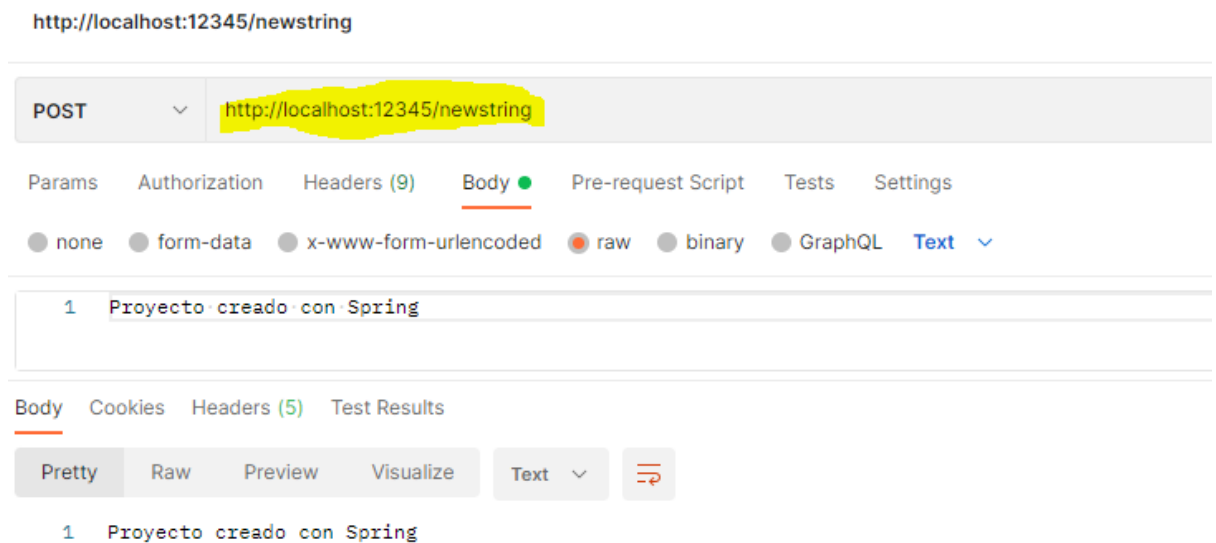 http://localhost:12345/newstring
POST http://localhost:12345/newstring
Params Authorization Headers (9) Body Pre-request Script Tests Settings
none form-data x-www-form-urlencoded raw binary GraphQL Text
1 Proyecto creado con Spring
Body Cookies Headers (5) Test Results
Pretty Raw Preview Visualize Text
1 Proyecto creado con Spring